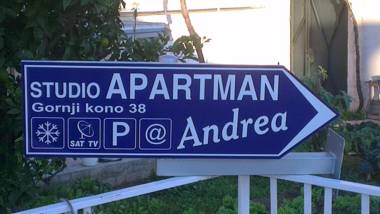 STUDIO APARTMAN
Gornji kono 38
SAT TV P @ Andrea